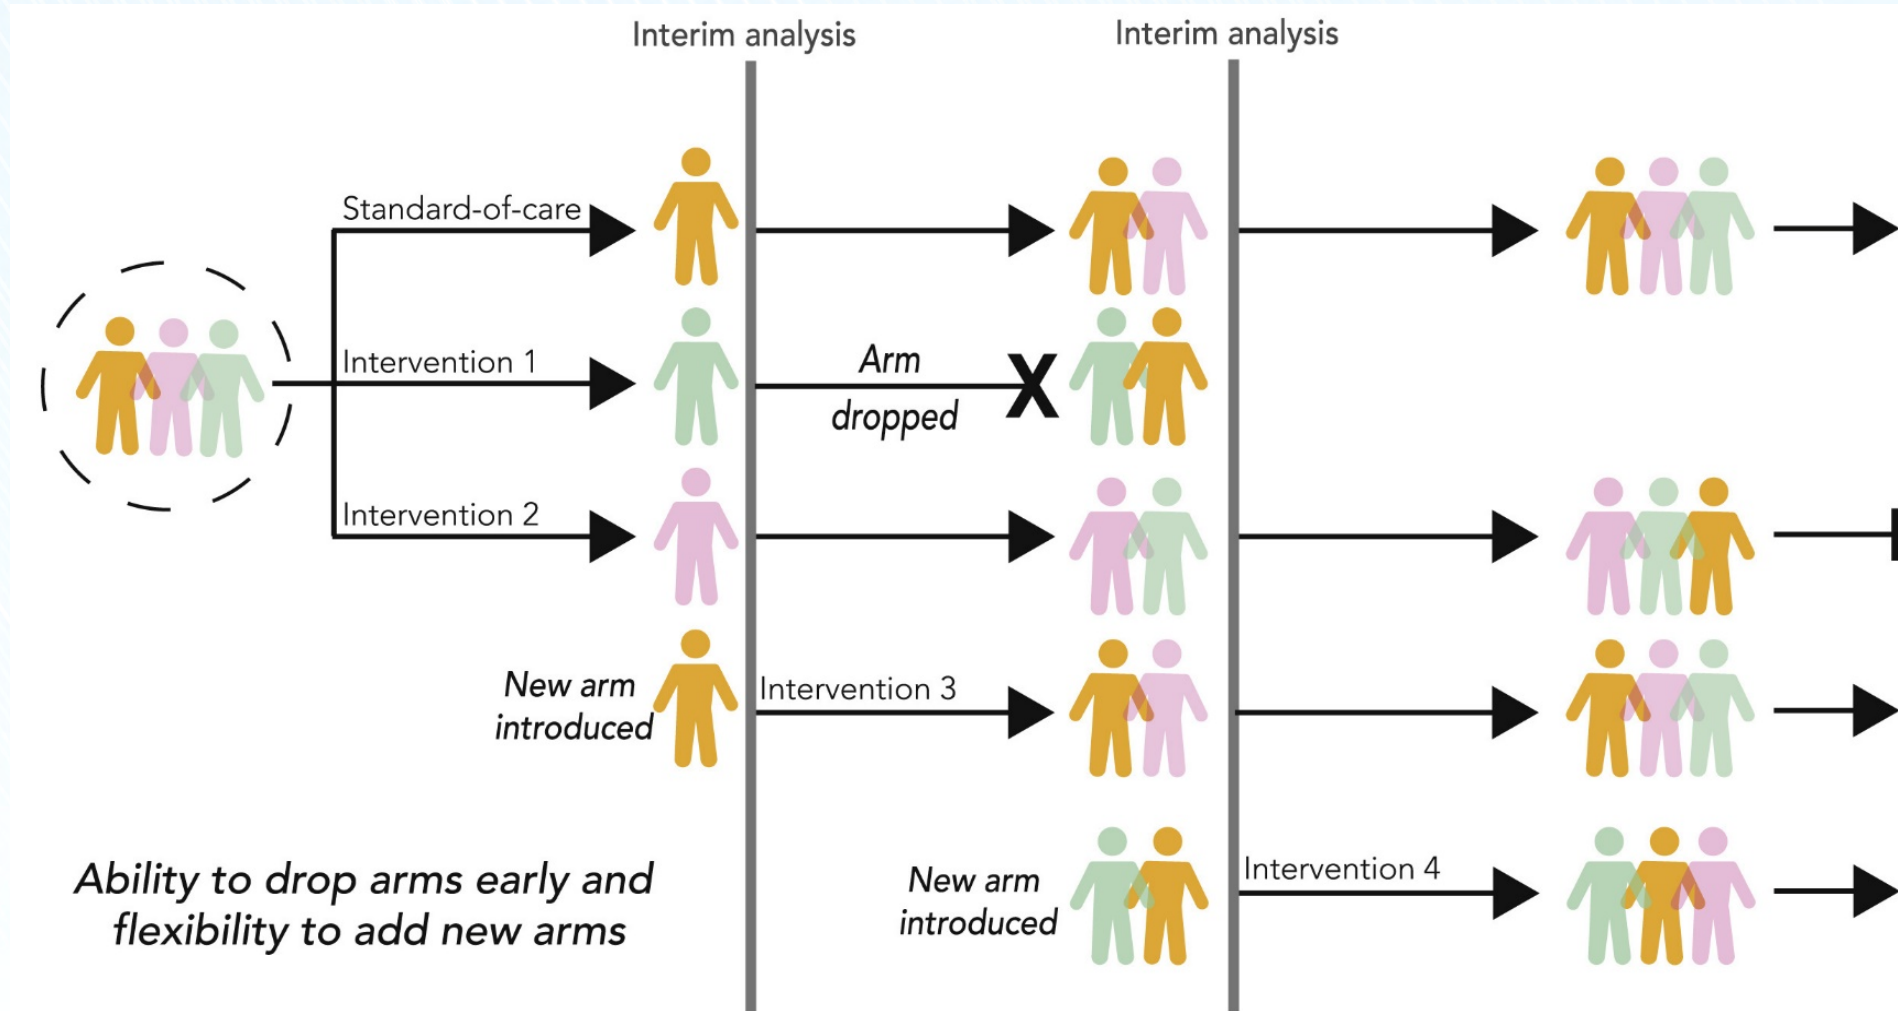 Interim analysis
Interim analysis
Standard-of-care
Intervention 1
Arm
dropped
X
Intervention 2
New arm
introduced
Intervention 3
New arm
introduced
Intervention 4
Ability to drop arms early and
flexibility to add new arms